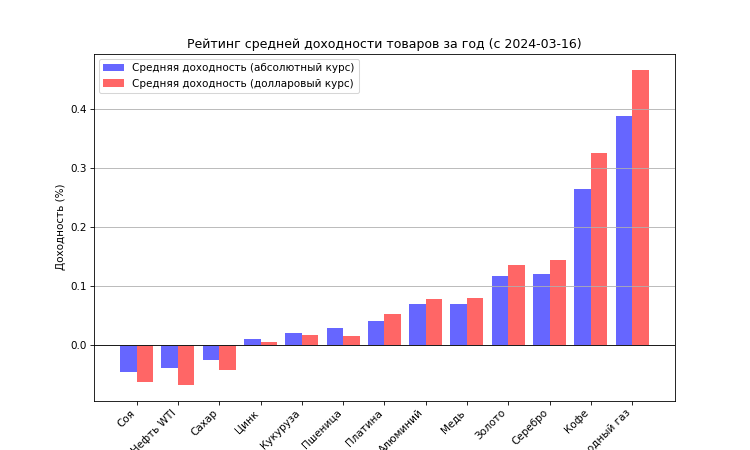 Рейтинг средней доходности товаров за год (с 2024-03-16)
Средняя доходность (абсолютный курс)
Средняя доходность (долларовый курс)
Доходность (%)
0.4
0.3
0.2
0.1
0.0
Соя
Нефть WTI
Сахар
Цинк
Кукуруза
Пшеница
Платина
Алюминий
Медь
Золото
Серебро
Кофе
газ